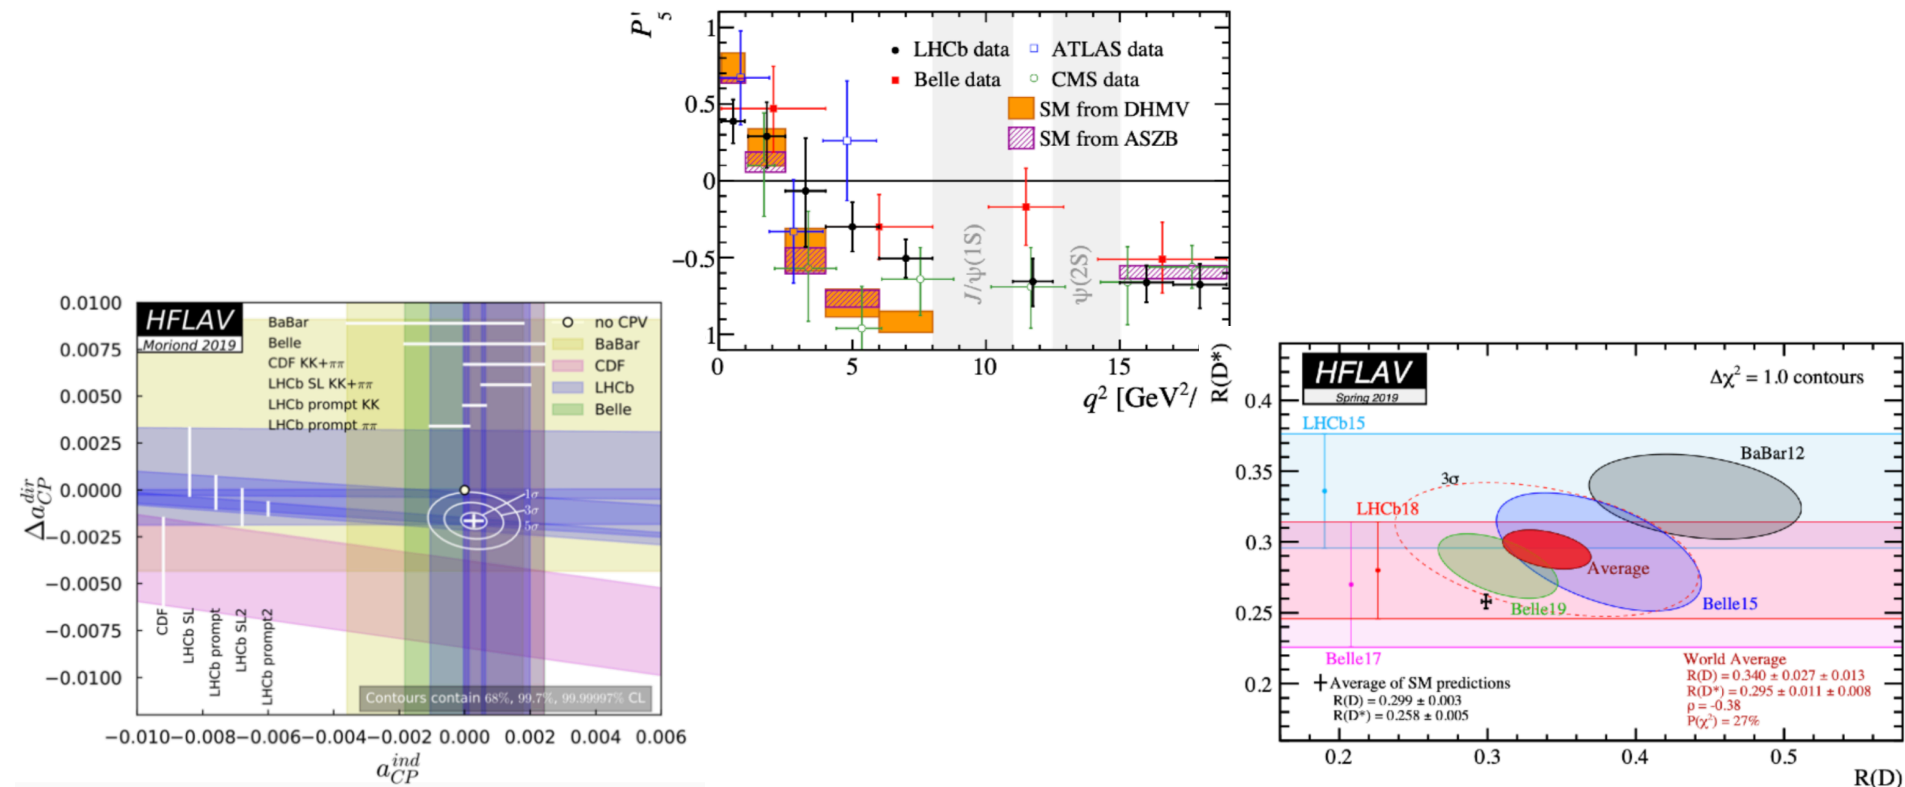 P'5
1
0.5
0
−0.5
1
LHCb data
ATLAS data
Belle data
CMS data
SM from DHMV
SM from ASZB
J/ψ(1S)
ψ(2S)
0 5 10 15
q² [GeV²/
HFLAV
Moriond 2019
0.0100
0.0075
0.0050
0.0025
0.0000
−0.0025
−0.0050
−0.0075
−0.0100
Δa_CP^dir
BaBar
Belle
CDF KK+ππ
LHCb SL KK+ππ
LHCb prompt KK
LHCb prompt ππ
no CPV
BaBar
CDF
LHCb
Belle
1σ
3σ
5σ
CDF
LHCb SL
LHCb prompt
LHCb SL2
LHCb prompt2
Contours contain 68%, 99.7%, 99.99997% CL
−0.010 −0.008 −0.006 −0.004 −0.002 0.000 0.002 0.004 0.006
a_CP^ind
R(D*)
HFLAV
Spring 2019
Δχ² = 1.0 contours
0.4
0.35
0.3
0.25
0.2
LHCb15
BaBar12
3σ
LHCb18
Average
Belle19
Belle15
Belle17
Average of SM predictions
R(D) = 0.299 ± 0.003
R(D*) = 0.258 ± 0.005
World Average
R(D) = 0.340 ± 0.027 ± 0.013
R(D*) = 0.295 ± 0.011 ± 0.008
ρ = -0.38
P(χ²) = 27%
0.2 0.3 0.4 0.5
R(D)